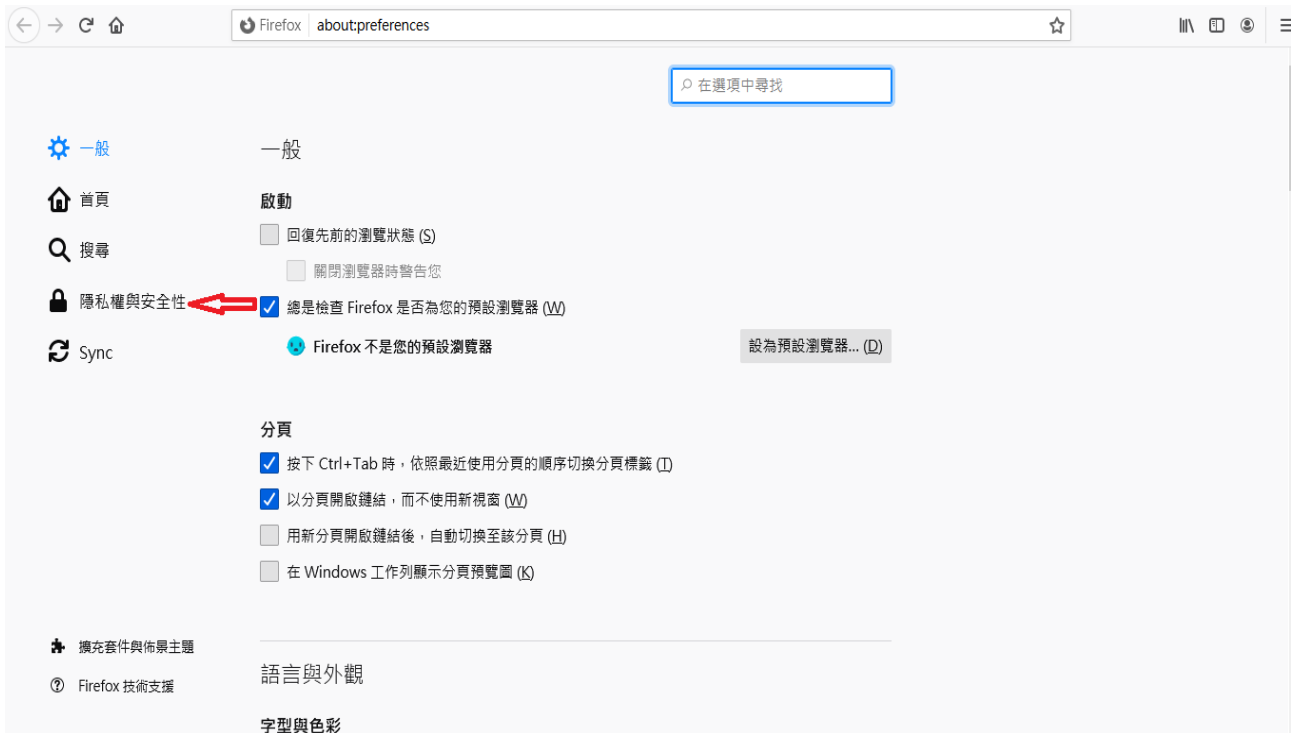 Firefox about:preferences
在選項中尋找
一般
首頁
搜尋
隱私權與安全性
Sync
擴充套件與佈景主題
Firefox 技術支援
一般
啟動
回復先前的瀏覽狀態 (S)
關閉瀏覽器時警告您
總是檢查 Firefox 是否為您的預設瀏覽器 (W)
Firefox 不是您的預設瀏覽器
設為預設瀏覽器... (D)
分頁
按下 Ctrl+Tab 時，依照最近使用分頁的順序切換分頁標籤 (T)
以分頁開啟鏈結，而不使用新視窗 (W)
用新分頁開啟鏈結後，自動切換至該分頁 (H)
在 Windows 工作列顯示分頁預覽圖 (K)
語言與外觀
字型與色彩